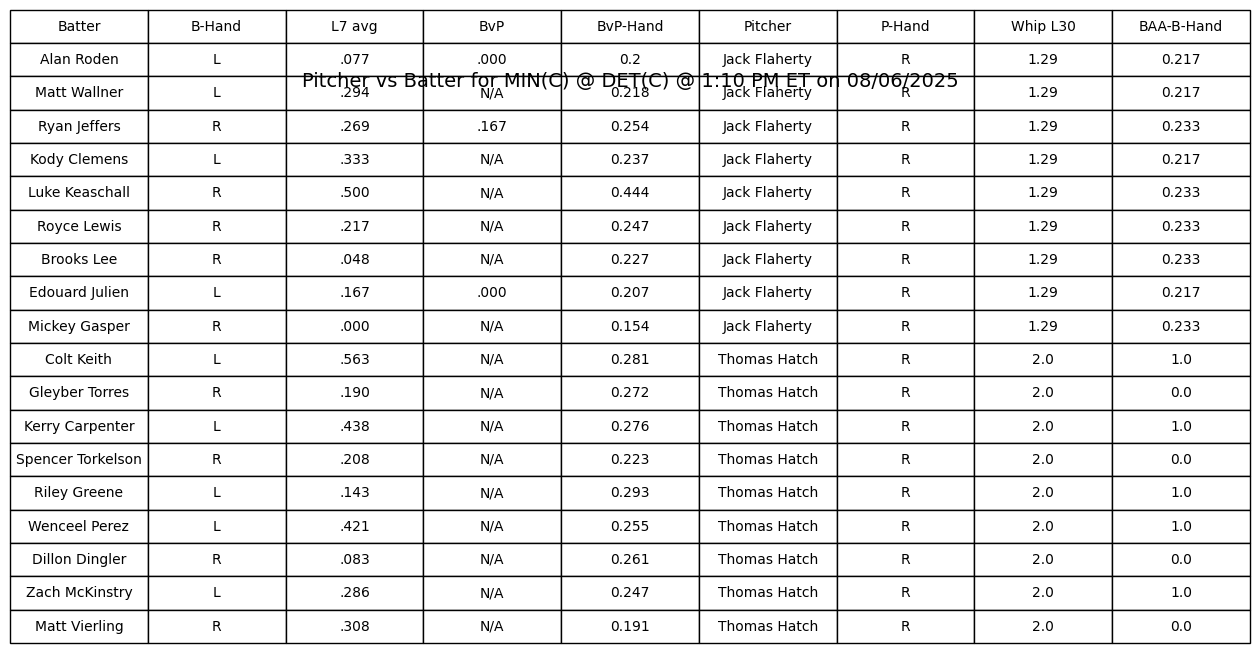 Batter B-Hand L7 avg BvP BvP-Hand Pitcher P-Hand Whip L30 BAA-B-Hand
Alan Roden L .077 .000 0.2 Jack Flaherty R 1.29 0.217
Pitcher vs Batter for MIN(C) @ DET(C) @ 1:10 PM ET on 08/06/2025
Matt Wallner L .294 N/A 0.218 Jack Flaherty R 1.29 0.217
Ryan Jeffers R .269 .167 0.254 Jack Flaherty R 1.29 0.233
Kody Clemens L .333 N/A 0.237 Jack Flaherty R 1.29 0.217
Luke Keaschall R .500 N/A 0.444 Jack Flaherty R 1.29 0.233
Royce Lewis R .217 N/A 0.247 Jack Flaherty R 1.29 0.233
Brooks Lee R .048 N/A 0.227 Jack Flaherty R 1.29 0.233
Edouard Julien L .167 .000 0.207 Jack Flaherty R 1.29 0.217
Mickey Gasper R .000 N/A 0.154 Jack Flaherty R 1.29 0.233
Colt Keith L .563 N/A 0.281 Thomas Hatch R 2.0 1.0
Gleyber Torres R .190 N/A 0.272 Thomas Hatch R 2.0 0.0
Kerry Carpenter L .438 N/A 0.276 Thomas Hatch R 2.0 1.0
Spencer Torkelson R .208 N/A 0.223 Thomas Hatch R 2.0 0.0
Riley Greene L .143 N/A 0.293 Thomas Hatch R 2.0 1.0
Wenceel Perez L .421 N/A 0.255 Thomas Hatch R 2.0 1.0
Dillon Dingler R .083 N/A 0.261 Thomas Hatch R 2.0 0.0
Zach McKinstry L .286 N/A 0.247 Thomas Hatch R 2.0 1.0
Matt Vierling R .308 N/A 0.191 Thomas Hatch R 2.0 0.0